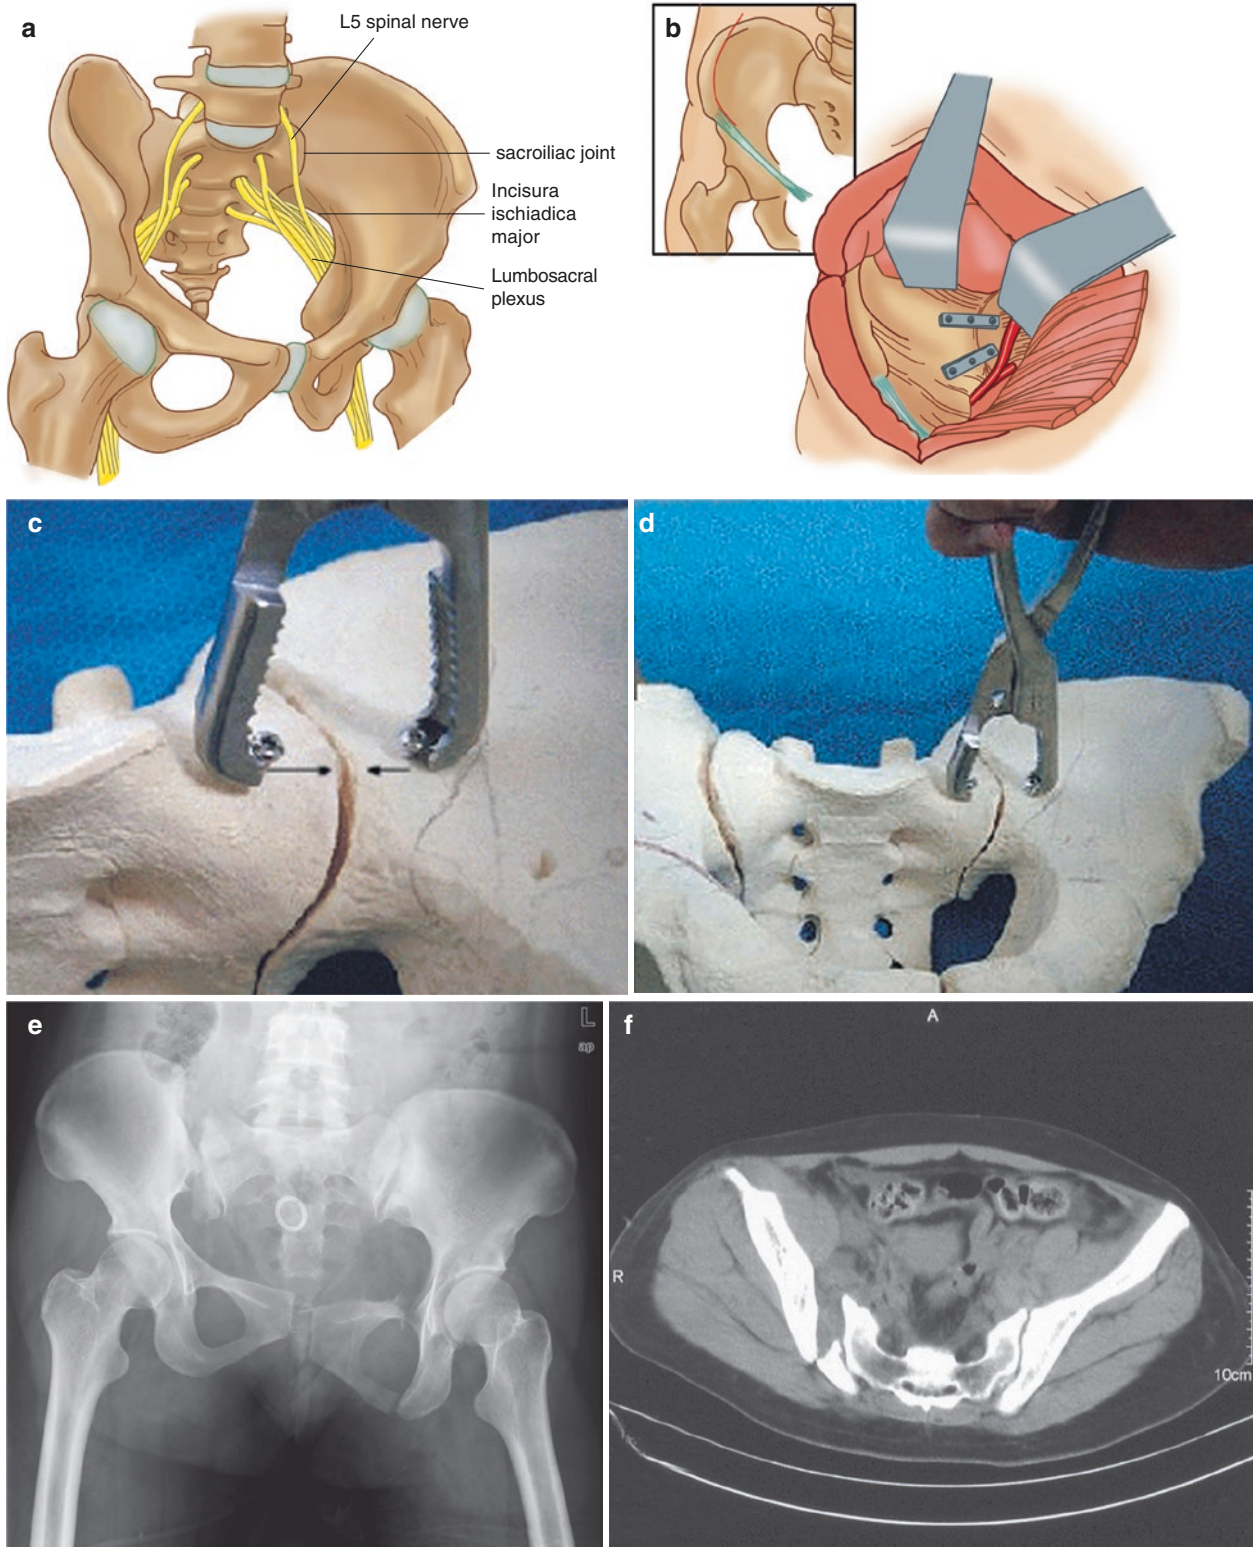 a
L5 spinal nerve
sacroiliac joint
Incisura
ischiadica
major
Lumbosacral
plexus
b
c
d
e
L
ap
f
A
R
10cm